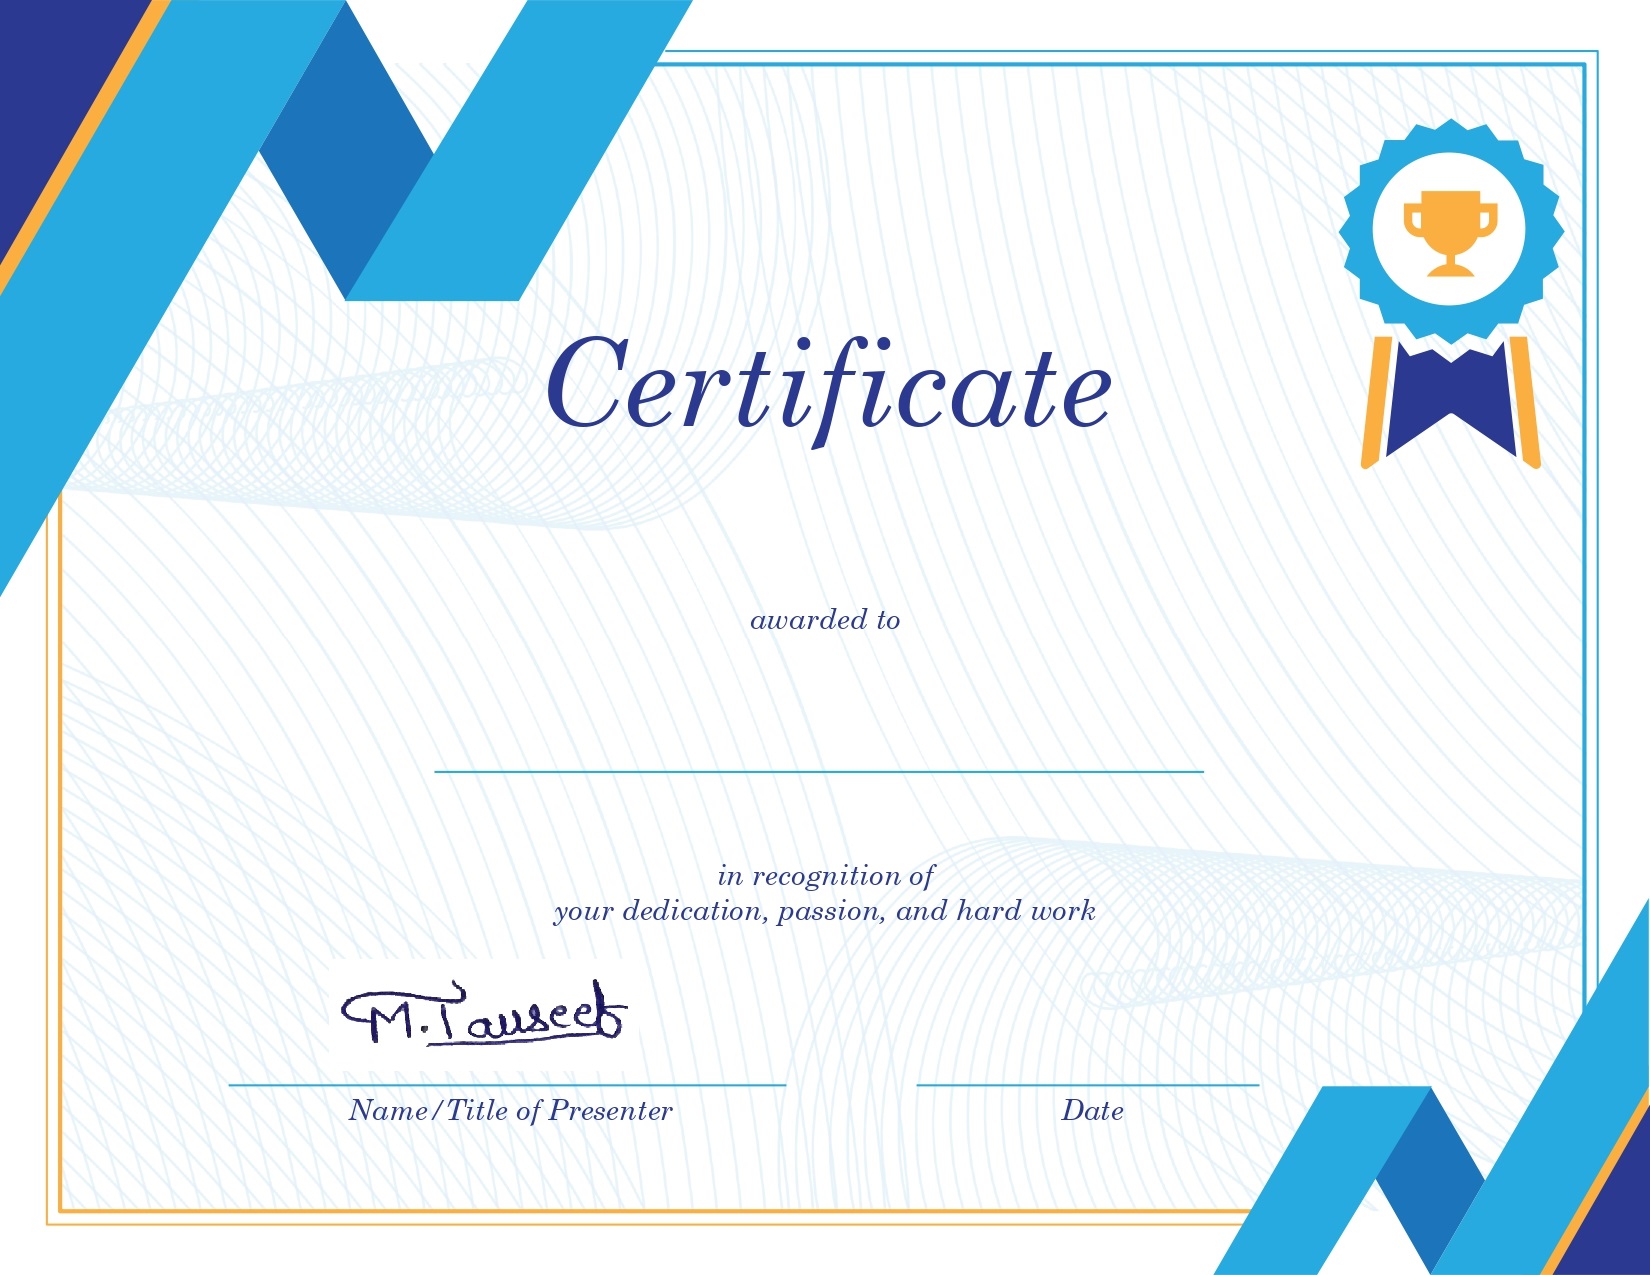 Certificate
awarded to
in recognition of
your dedication, passion, and hard work
M. Tauseef
Name/Title of Presenter
Date